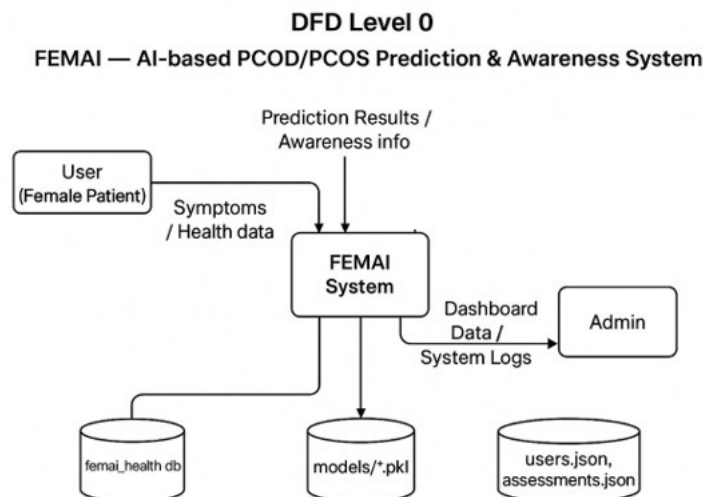 DFD Level 0
FEMAI — AI-based PCOD/PCOS Prediction & Awareness System
Prediction Results /
Awareness info
User
(Female Patient)
Symptoms
/ Health data
FEMAI
System
Dashboard
Data /
System Logs
Admin
femai_health db
models/*.pkl
users.json,
assessments.json